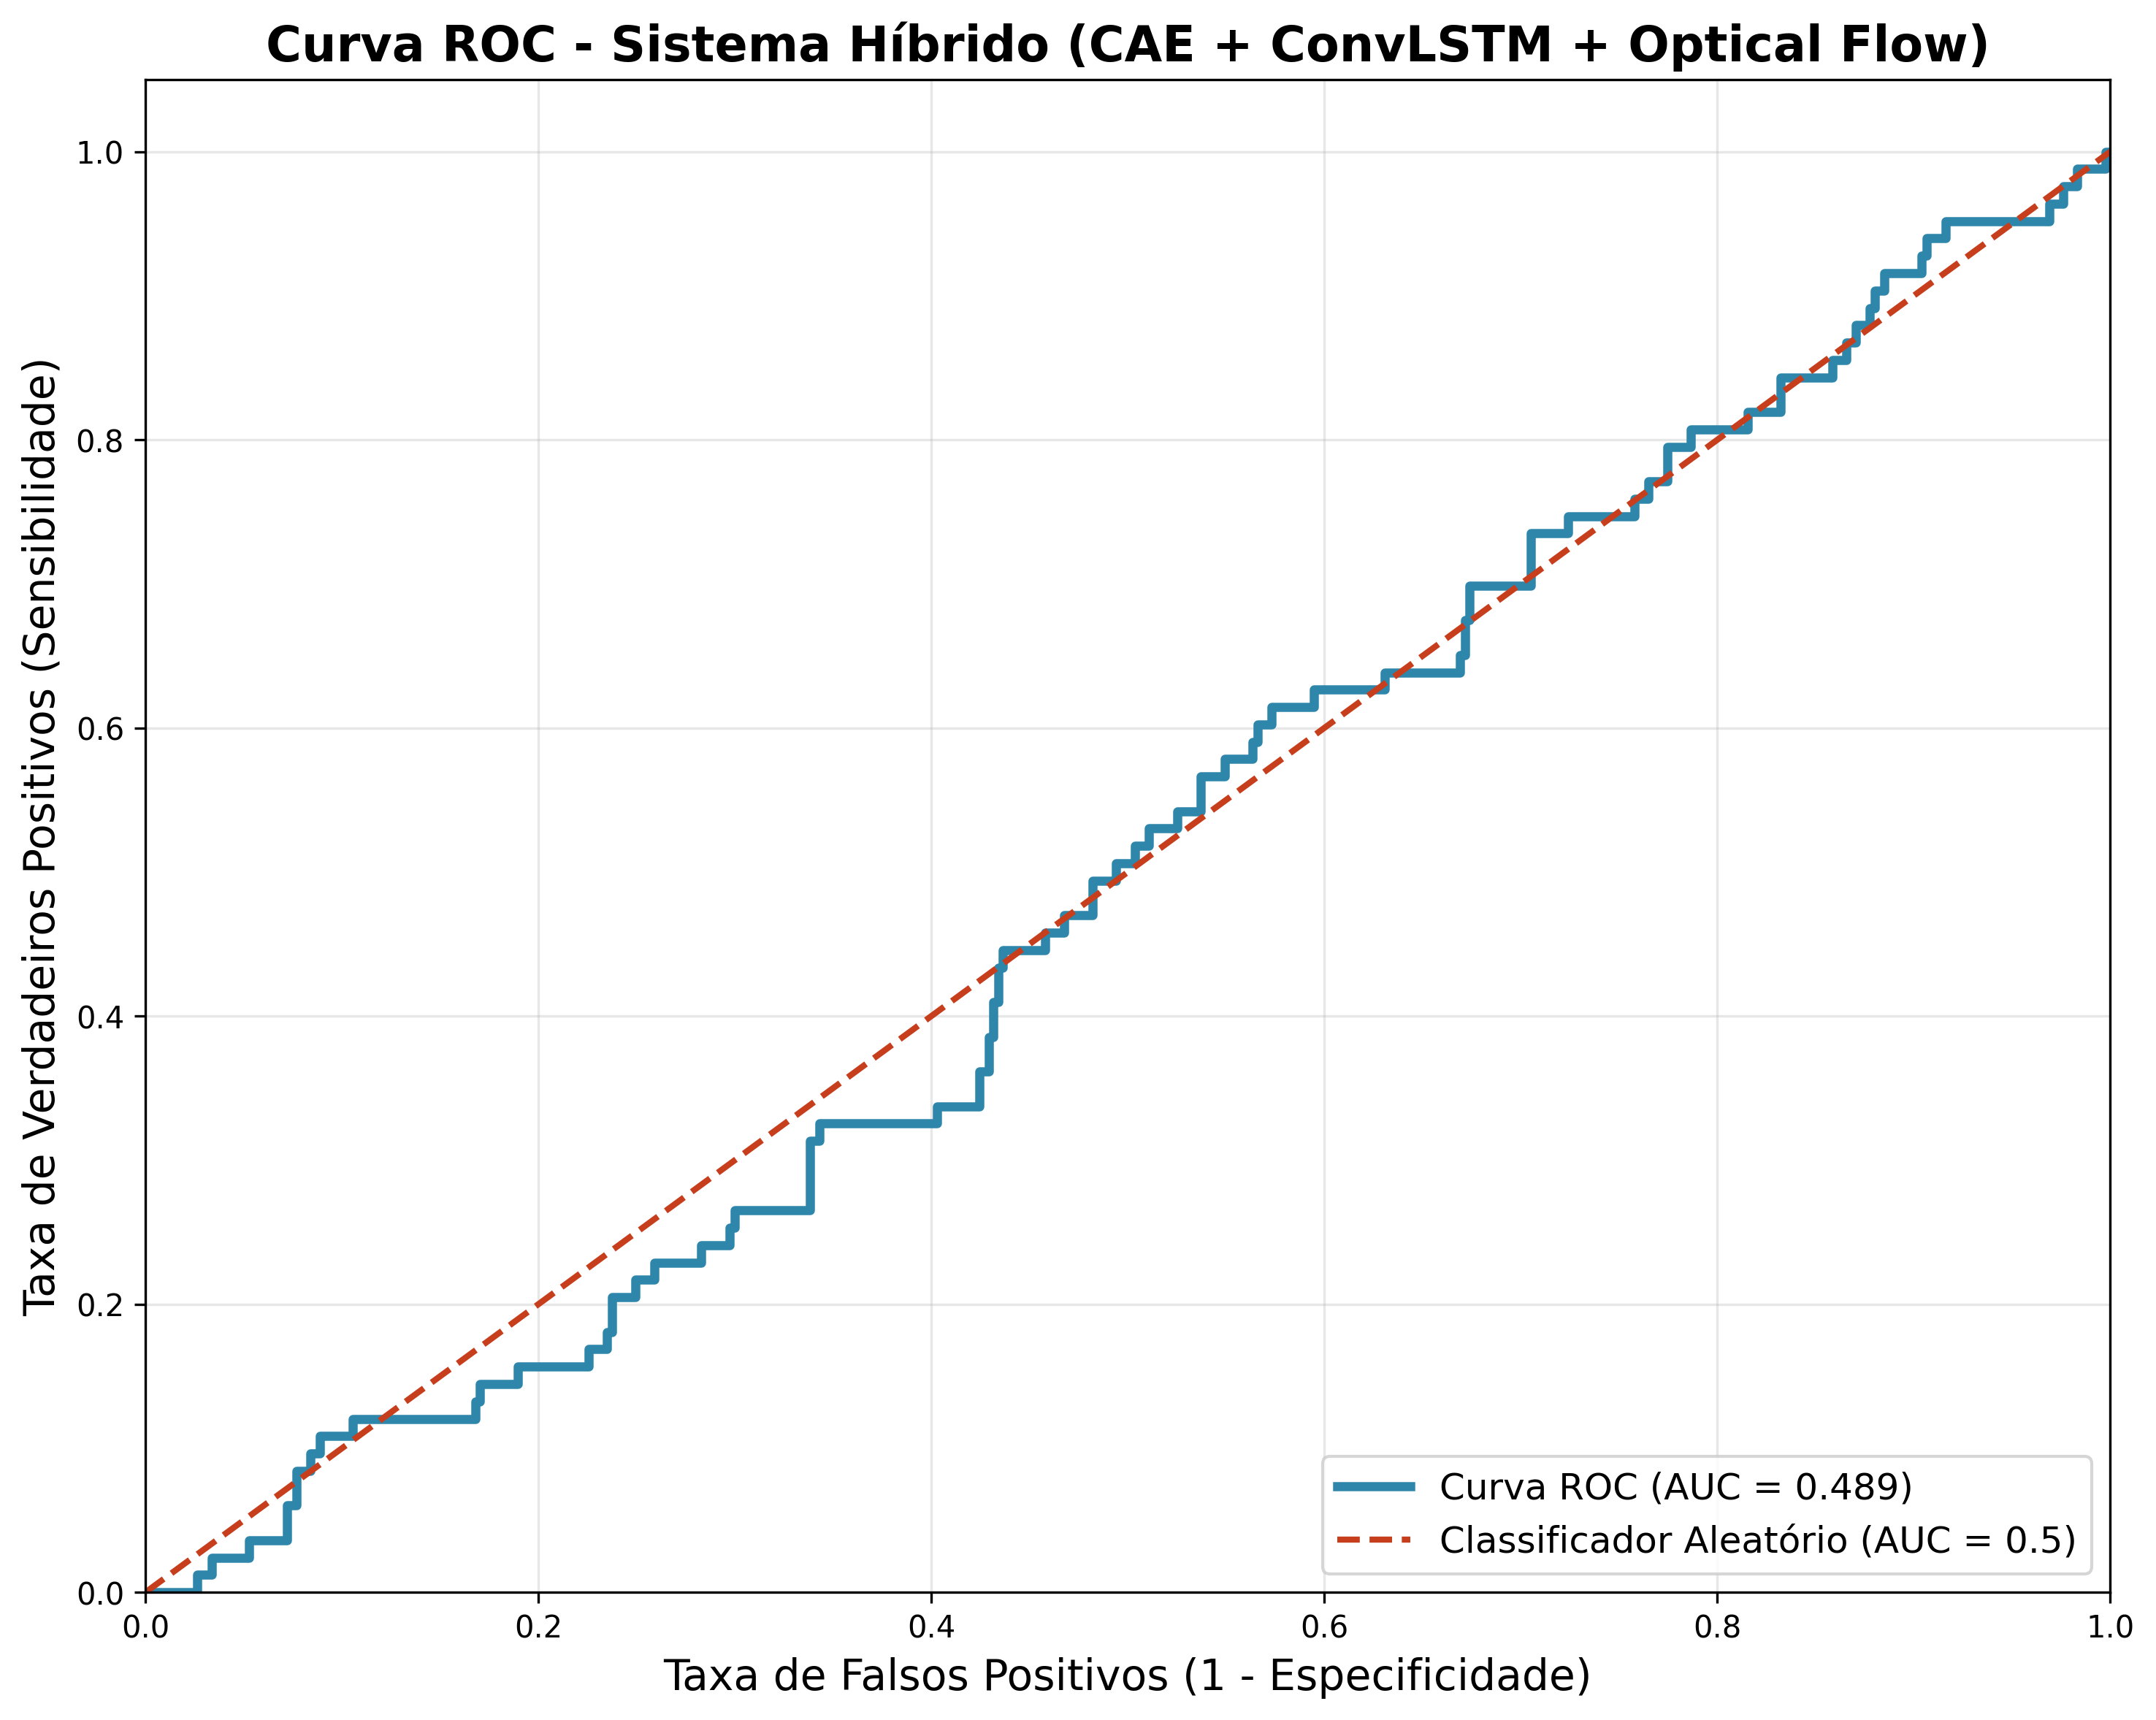 Curva ROC - Sistema Híbrido (CAE + ConvLSTM + Optical Flow)
Taxa de Verdadeiros Positivos (Sensibilidade)
1.0
0.8
0.6
0.4
0.2
0.0
0.0 0.2 0.4 0.6 0.8 1.0
Taxa de Falsos Positivos (1 - Especificidade)
Curva ROC (AUC = 0.489)
Classificador Aleatório (AUC = 0.5)